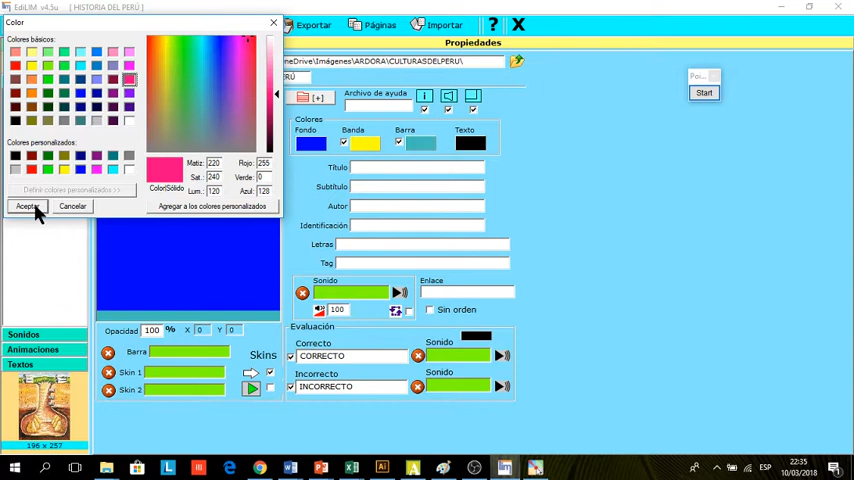 EdiLIM v4.5u - [ HISTORIA DEL PERÚ ]
Exportar Páginas Importar ? X
Propiedades
Color
Colores básicos:
Colores personalizados:
Definir colores personalizados >>
Aceptar Cancelar
Color|Sólido
Matiz: 220 Rojo: 255
Sat.: 240 Verde: 0
Lum.: 120 Azul: 128
Agregar a los colores personalizados
neDrive\Imágenes\ARDORA\CULTURASDELPERU\
[+]
Archivo de ayuda
Colores
Fondo Banda Barra Texto
Título
Subtítulo
Autor
Identificación
Letras
Tag
Sonido Enlace
100 Sin orden
Evaluación
Correcto Sonido
CORRECTO
Incorrecto Sonido
INCORRECTO
Opacidad 100 % X 0 Y 0
Barra Skins
Skin 1
Skin 2
Sonidos
Animaciones
Textos
196 x 257
Poi...
Start
ESP
22:35
10/03/2018